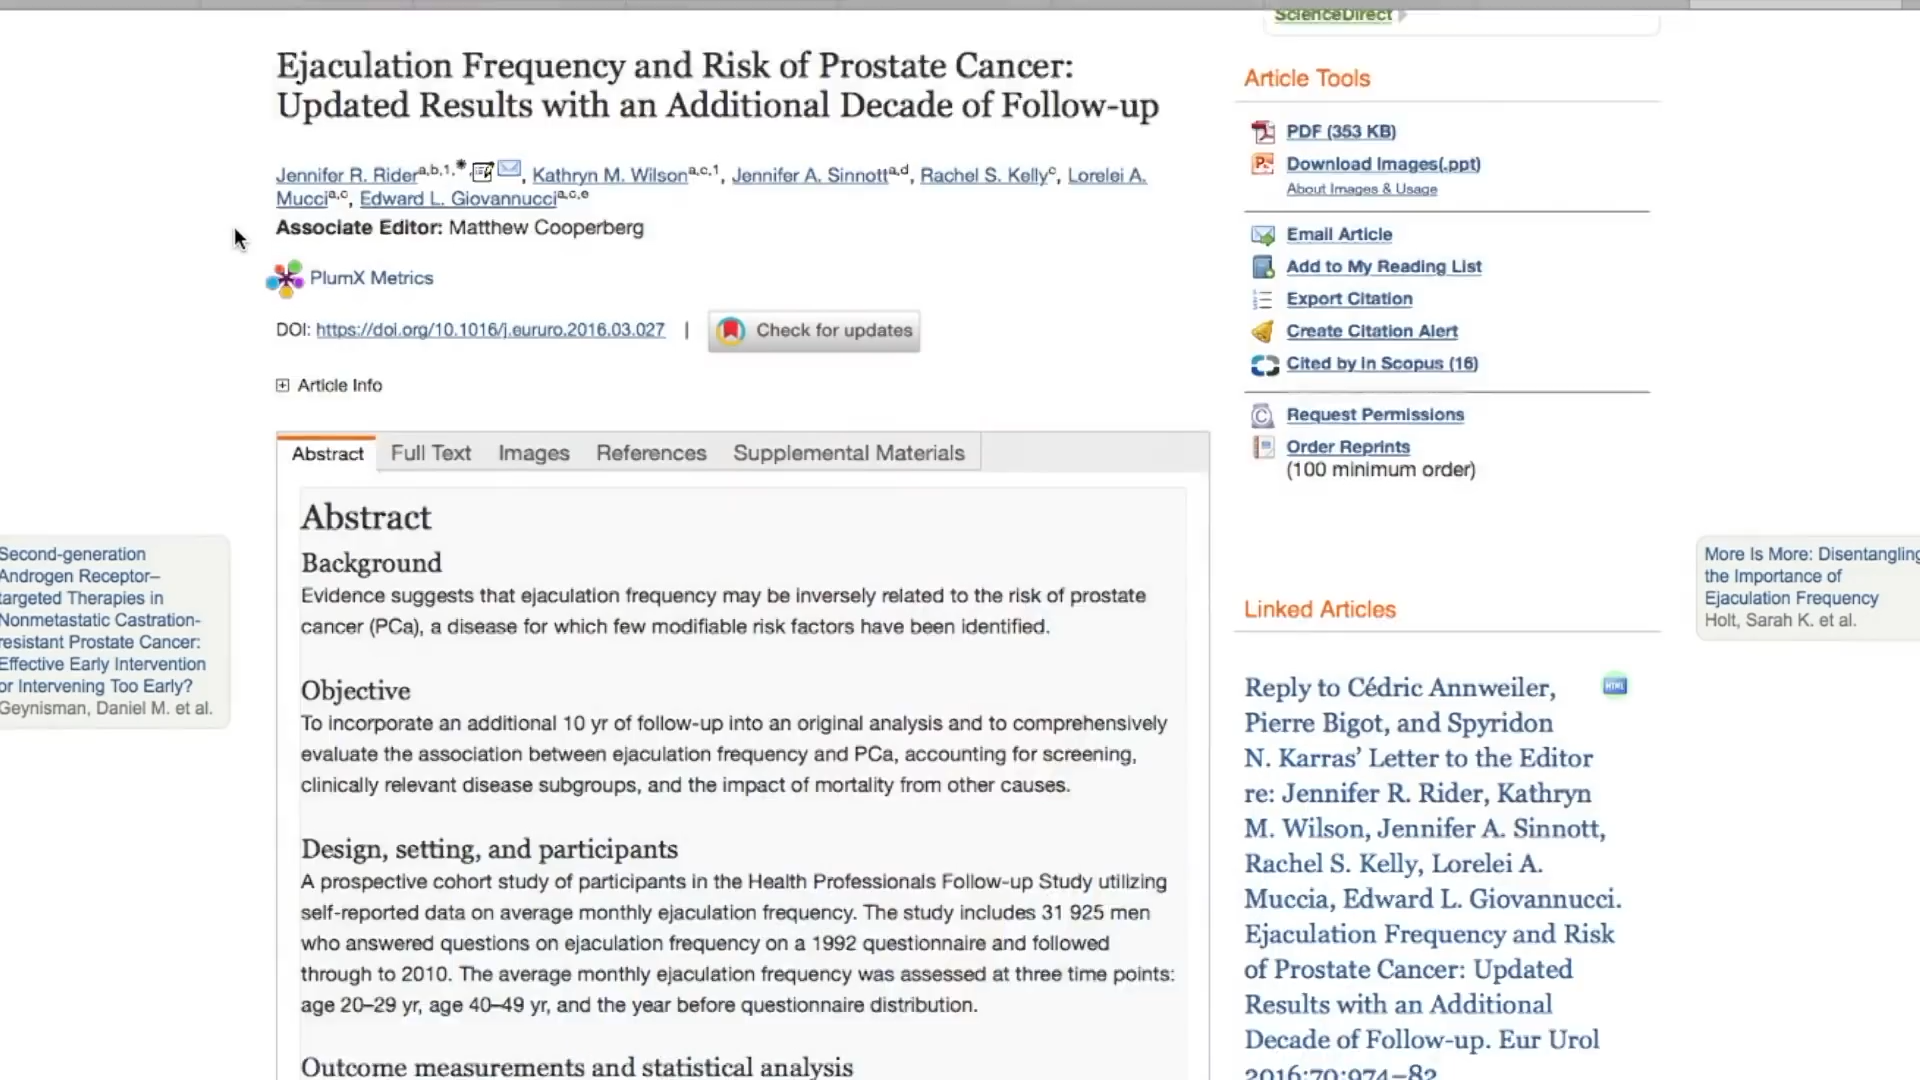 ScienceDirect
Ejaculation Frequency and Risk of Prostate Cancer:
Updated Results with an Additional Decade of Follow-up
Jennifer R. Rider a,b,1,*, Kathryn M. Wilson a,c,1, Jennifer A. Sinnott a,d, Rachel S. Kelly c, Lorelei A.
Mucci a,c, Edward L. Giovannucci a,c,e
Associate Editor: Matthew Cooperberg
PlumX Metrics
DOI: https://doi.org/10.1016/j.eururo.2016.03.027 | Check for updates
Article Info
Abstract Full Text Images References Supplemental Materials
Abstract
Background
Evidence suggests that ejaculation frequency may be inversely related to the risk of prostate
cancer (PCa), a disease for which few modifiable risk factors have been identified.
Objective
To incorporate an additional 10 yr of follow-up into an original analysis and to comprehensively
evaluate the association between ejaculation frequency and PCa, accounting for screening,
clinically relevant disease subgroups, and the impact of mortality from other causes.
Design, setting, and participants
A prospective cohort study of participants in the Health Professionals Follow-up Study utilizing
self-reported data on average monthly ejaculation frequency. The study includes 31 925 men
who answered questions on ejaculation frequency on a 1992 questionnaire and followed
through to 2010. The average monthly ejaculation frequency was assessed at three time points:
age 20–29 yr, age 40–49 yr, and the year before questionnaire distribution.
Outcome measurements and statistical analysis
Second-generation
Androgen Receptor–
targeted Therapies in
Nonmetastatic Castration-
resistant Prostate Cancer:
Effective Early Intervention
or Intervening Too Early?
Geynisman, Daniel M. et al.
Article Tools
PDF (353 KB)
Download Images(.ppt)
About Images & Usage
Email Article
Add to My Reading List
Export Citation
Create Citation Alert
Cited by in Scopus (16)
Request Permissions
Order Reprints
(100 minimum order)
Linked Articles
Reply to Cédric Annweiler,
Pierre Bigot, and Spyridon
N. Karras’ Letter to the Editor
re: Jennifer R. Rider, Kathryn
M. Wilson, Jennifer A. Sinnott,
Rachel S. Kelly, Lorelei A.
Muccia, Edward L. Giovannucci.
Ejaculation Frequency and Risk
of Prostate Cancer: Updated
Results with an Additional
Decade of Follow-up. Eur Urol
2016;70:974–82
HTML
More Is More: Disentangling
the Importance of
Ejaculation Frequency
Holt, Sarah K. et al.